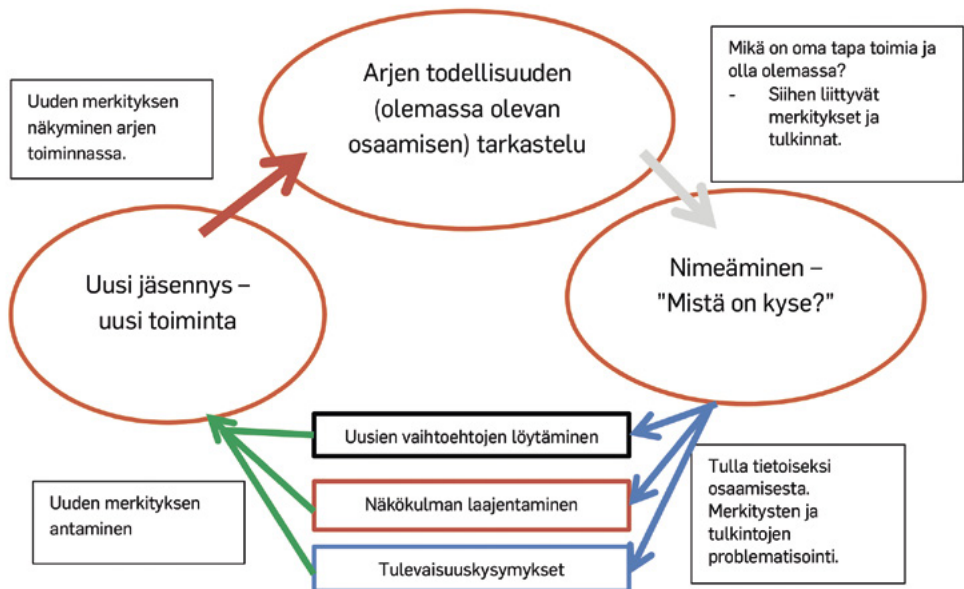 Arjen todellisuuden
(olemassa olevan
osaamisen) tarkastelu
Mikä on oma tapa toimia ja
olla olemassa?
- Siihen liittyvät
merkitykset ja
tulkinnat.
Uuden merkityksen
näkyminen arjen
toiminnassa.
Nimeäminen –
"Mistä on kyse?"
Uusi jäsennys –
uusi toiminta
Uusien vaihtoehtojen löytäminen
Näkökulman laajentaminen
Tulevaisuuskysymykset
Tulla tietoiseksi
osaamisesta.
Merkitysten ja
tulkintojen
problematisointi.
Uuden merkityksen
antaminen